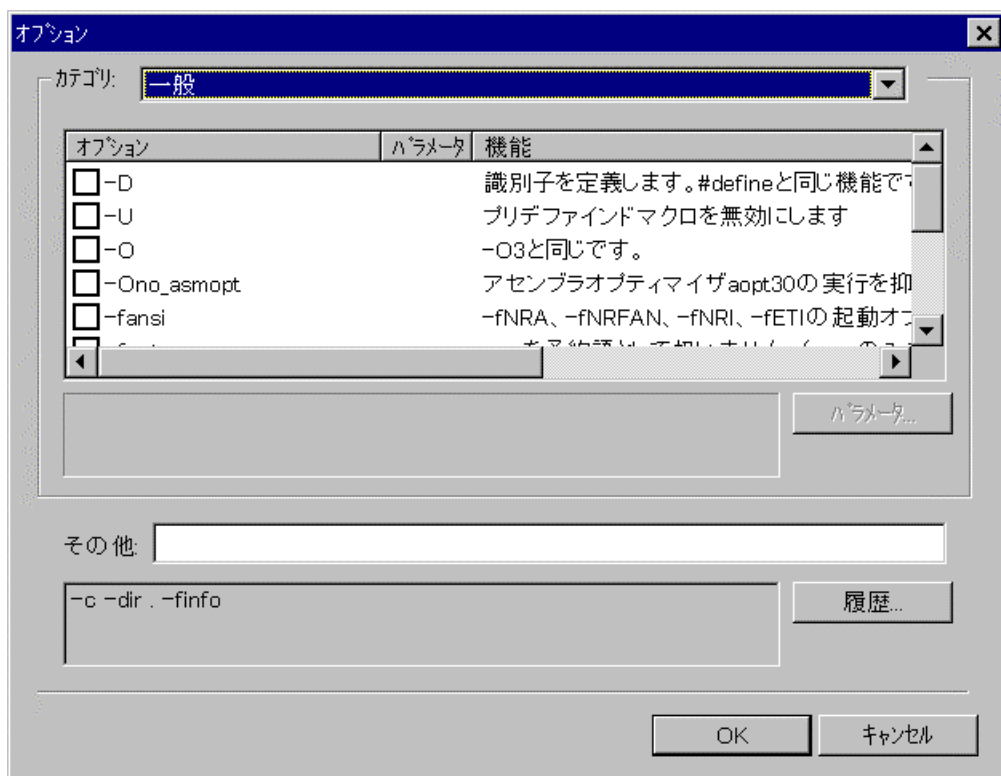 オプション
カテゴリ: 一般
オプション パラメータ 機能
-D 識別子を定義します。#defineと同じ機能で
-U プリデファインドマクロを無効にします
-O -O3と同じです。
-Ono_asmopt アセンブラオプティマイザaopt30の実行を抑
-fansi -fNRA、-fNRFAN、-fNRI、-fETIの起動オ
パラメータ...
その他:
-c -dir . -finfo
履歴...
OK キャンセル